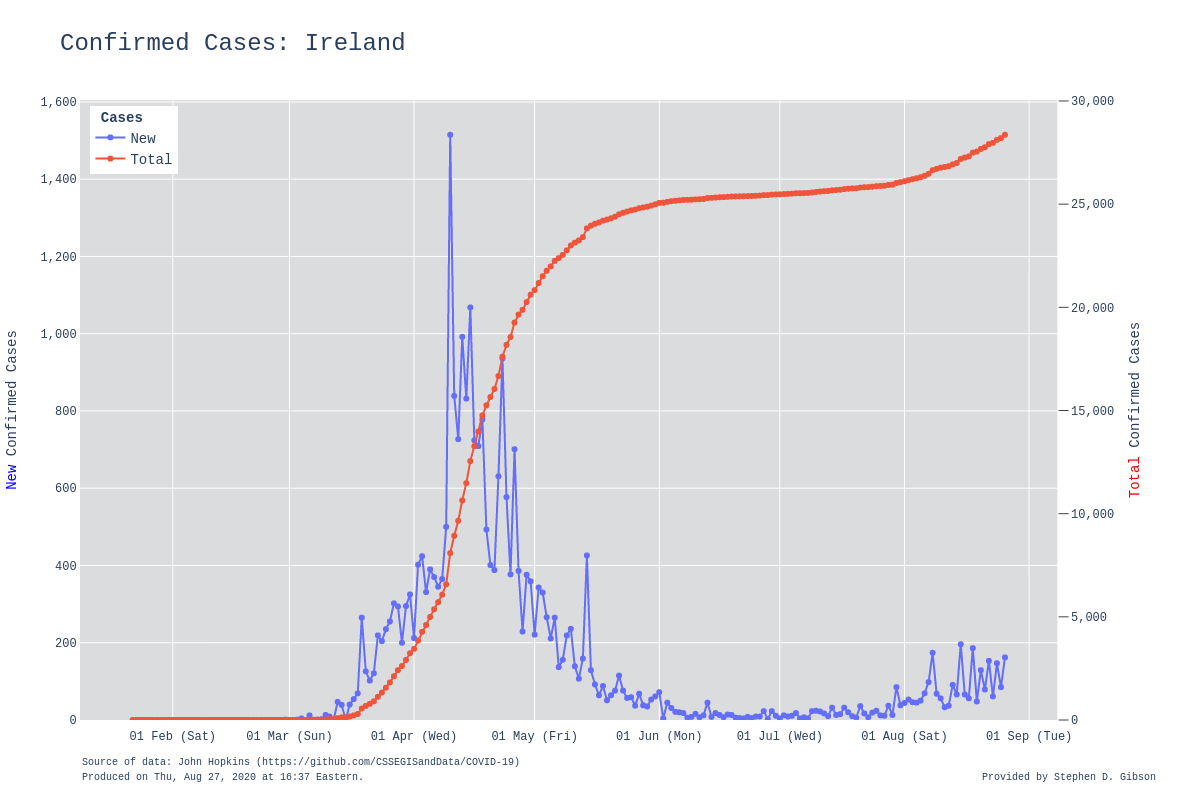 Confirmed Cases: Ireland
Cases
New
Total
1,600
1,400
1,200
1,000
800
600
400
200
0
New Confirmed Cases
30,000
25,000
20,000
15,000
10,000
5,000
0
Total Confirmed Cases
01 Feb (Sat) 01 Mar (Sun) 01 Apr (Wed) 01 May (Fri) 01 Jun (Mon) 01 Jul (Wed) 01 Aug (Sat) 01 Sep (Tue)
Source of data: John Hopkins (https://github.com/CSSEGISandData/COVID-19)
Produced on Thu, Aug 27, 2020 at 16:37 Eastern.
Provided by Stephen D. Gibson